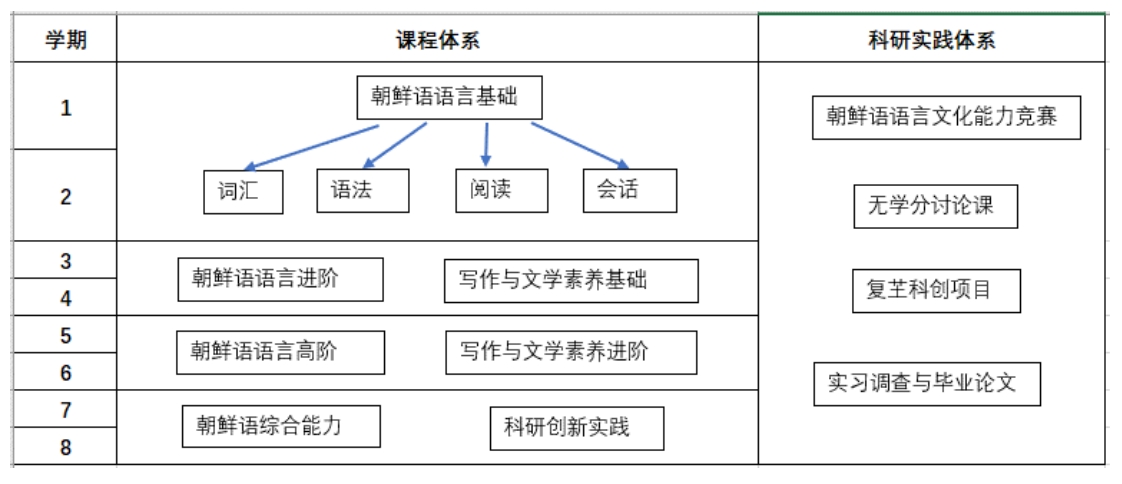 学期
课程体系
科研实践体系
1
朝鲜语语言基础
朝鲜语语言文化能力竞赛
2
词汇
语法
阅读
会话
无学分讨论课
3
朝鲜语语言进阶
写作与文学素养基础
4
复芏科创项目
5
朝鲜语语言高阶
写作与文学素养进阶
6
实习调查与毕业论文
7
朝鲜语综合能力
科研创新实践
8